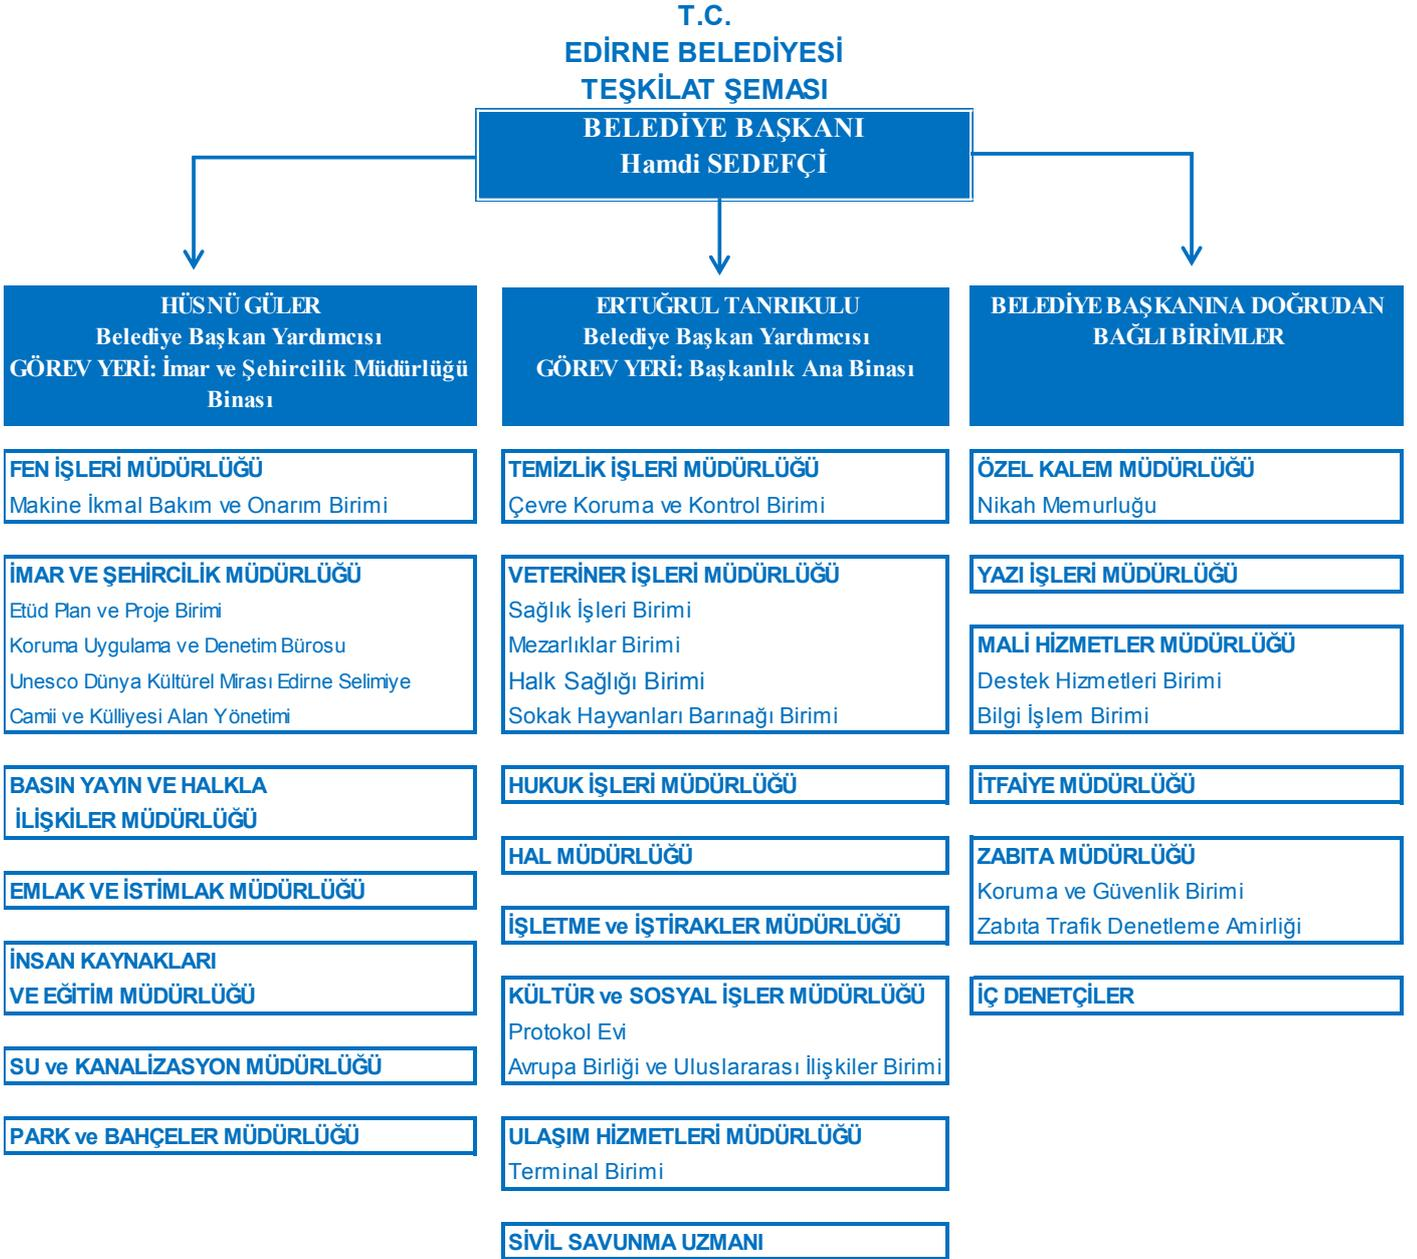 T.C.
EDİRNE BELEDİYESİ
TEŞKİLAT ŞEMASI
BELEDİYE BAŞKANI
Hamdi SEDEFÇİ
HÜSNÜ GÜLER
Belediye Başkan Yardımcısı
GÖREV YERİ: İmar ve Şehircilik Müdürlüğü
Binası
FEN İŞLERİ MÜDÜRLÜĞÜ
Makine İkmal Bakım ve Onarım Birimi
İMAR VE ŞEHİRCİLİK MÜDÜRLÜĞÜ
Etüd Plan ve Proje Birimi
Koruma Uygulama ve Denetim Bürosu
Unesco Dünya Kültürel Mirası Edirne Selimiye
Camii ve Külliyesi Alan Yönetimi
BASIN YAYIN VE HALKLA
İLİŞKİLER MÜDÜRLÜĞÜ
EMLAK VE İSTİMLAK MÜDÜRLÜĞÜ
İNSAN KAYNAKLARI
VE EĞİTİM MÜDÜRLÜĞÜ
SU ve KANALİZASYON MÜDÜRLÜĞÜ
PARK ve BAHÇELER MÜDÜRLÜĞÜ
ERTUĞRUL TANRIKULU
Belediye Başkan Yardımcısı
GÖREV YERİ: Başkanlık Ana Binası
TEMİZLİK İŞLERİ MÜDÜRLÜĞÜ
Çevre Koruma ve Kontrol Birimi
VETERİNER İŞLERİ MÜDÜRLÜĞÜ
Sağlık İşleri Birimi
Mezarlıklar Birimi
Halk Sağlığı Birimi
Sokak Hayvanları Barınağı Birimi
HUKUK İŞLERİ MÜDÜRLÜĞÜ
HAL MÜDÜRLÜĞÜ
İŞLETME ve İŞTİRAKLER MÜDÜRLÜĞÜ
KÜLTÜR ve SOSYAL İŞLER MÜDÜRLÜĞÜ
Protokol Evi
Avrupa Birliği ve Uluslararası İlişkiler Birimi
ULAŞIM HİZMETLERİ MÜDÜRLÜĞÜ
Terminal Birimi
SİVİL SAVUNMA UZMANI
BELEDİYE BAŞKANINA DOĞRUDAN
BAĞLI BİRİMLER
ÖZEL KALEM MÜDÜRLÜĞÜ
Nikah Memurluğu
YAZI İŞLERİ MÜDÜRLÜĞÜ
MALİ HİZMETLER MÜDÜRLÜĞÜ
Destek Hizmetleri Birimi
Bilgi İşlem Birimi
İTFAİYE MÜDÜRLÜĞÜ
ZABITA MÜDÜRLÜĞÜ
Koruma ve Güvenlik Birimi
Zabıta Trafik Denetleme Amirliği
İÇ DENETÇİLER